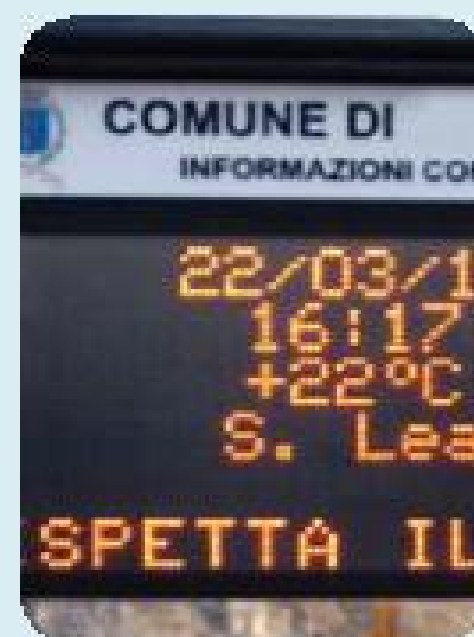 COMUNE DI
INFORMAZIONI CO
22/03/1
16:17
+22°C
S. Lea
SPETTA IL